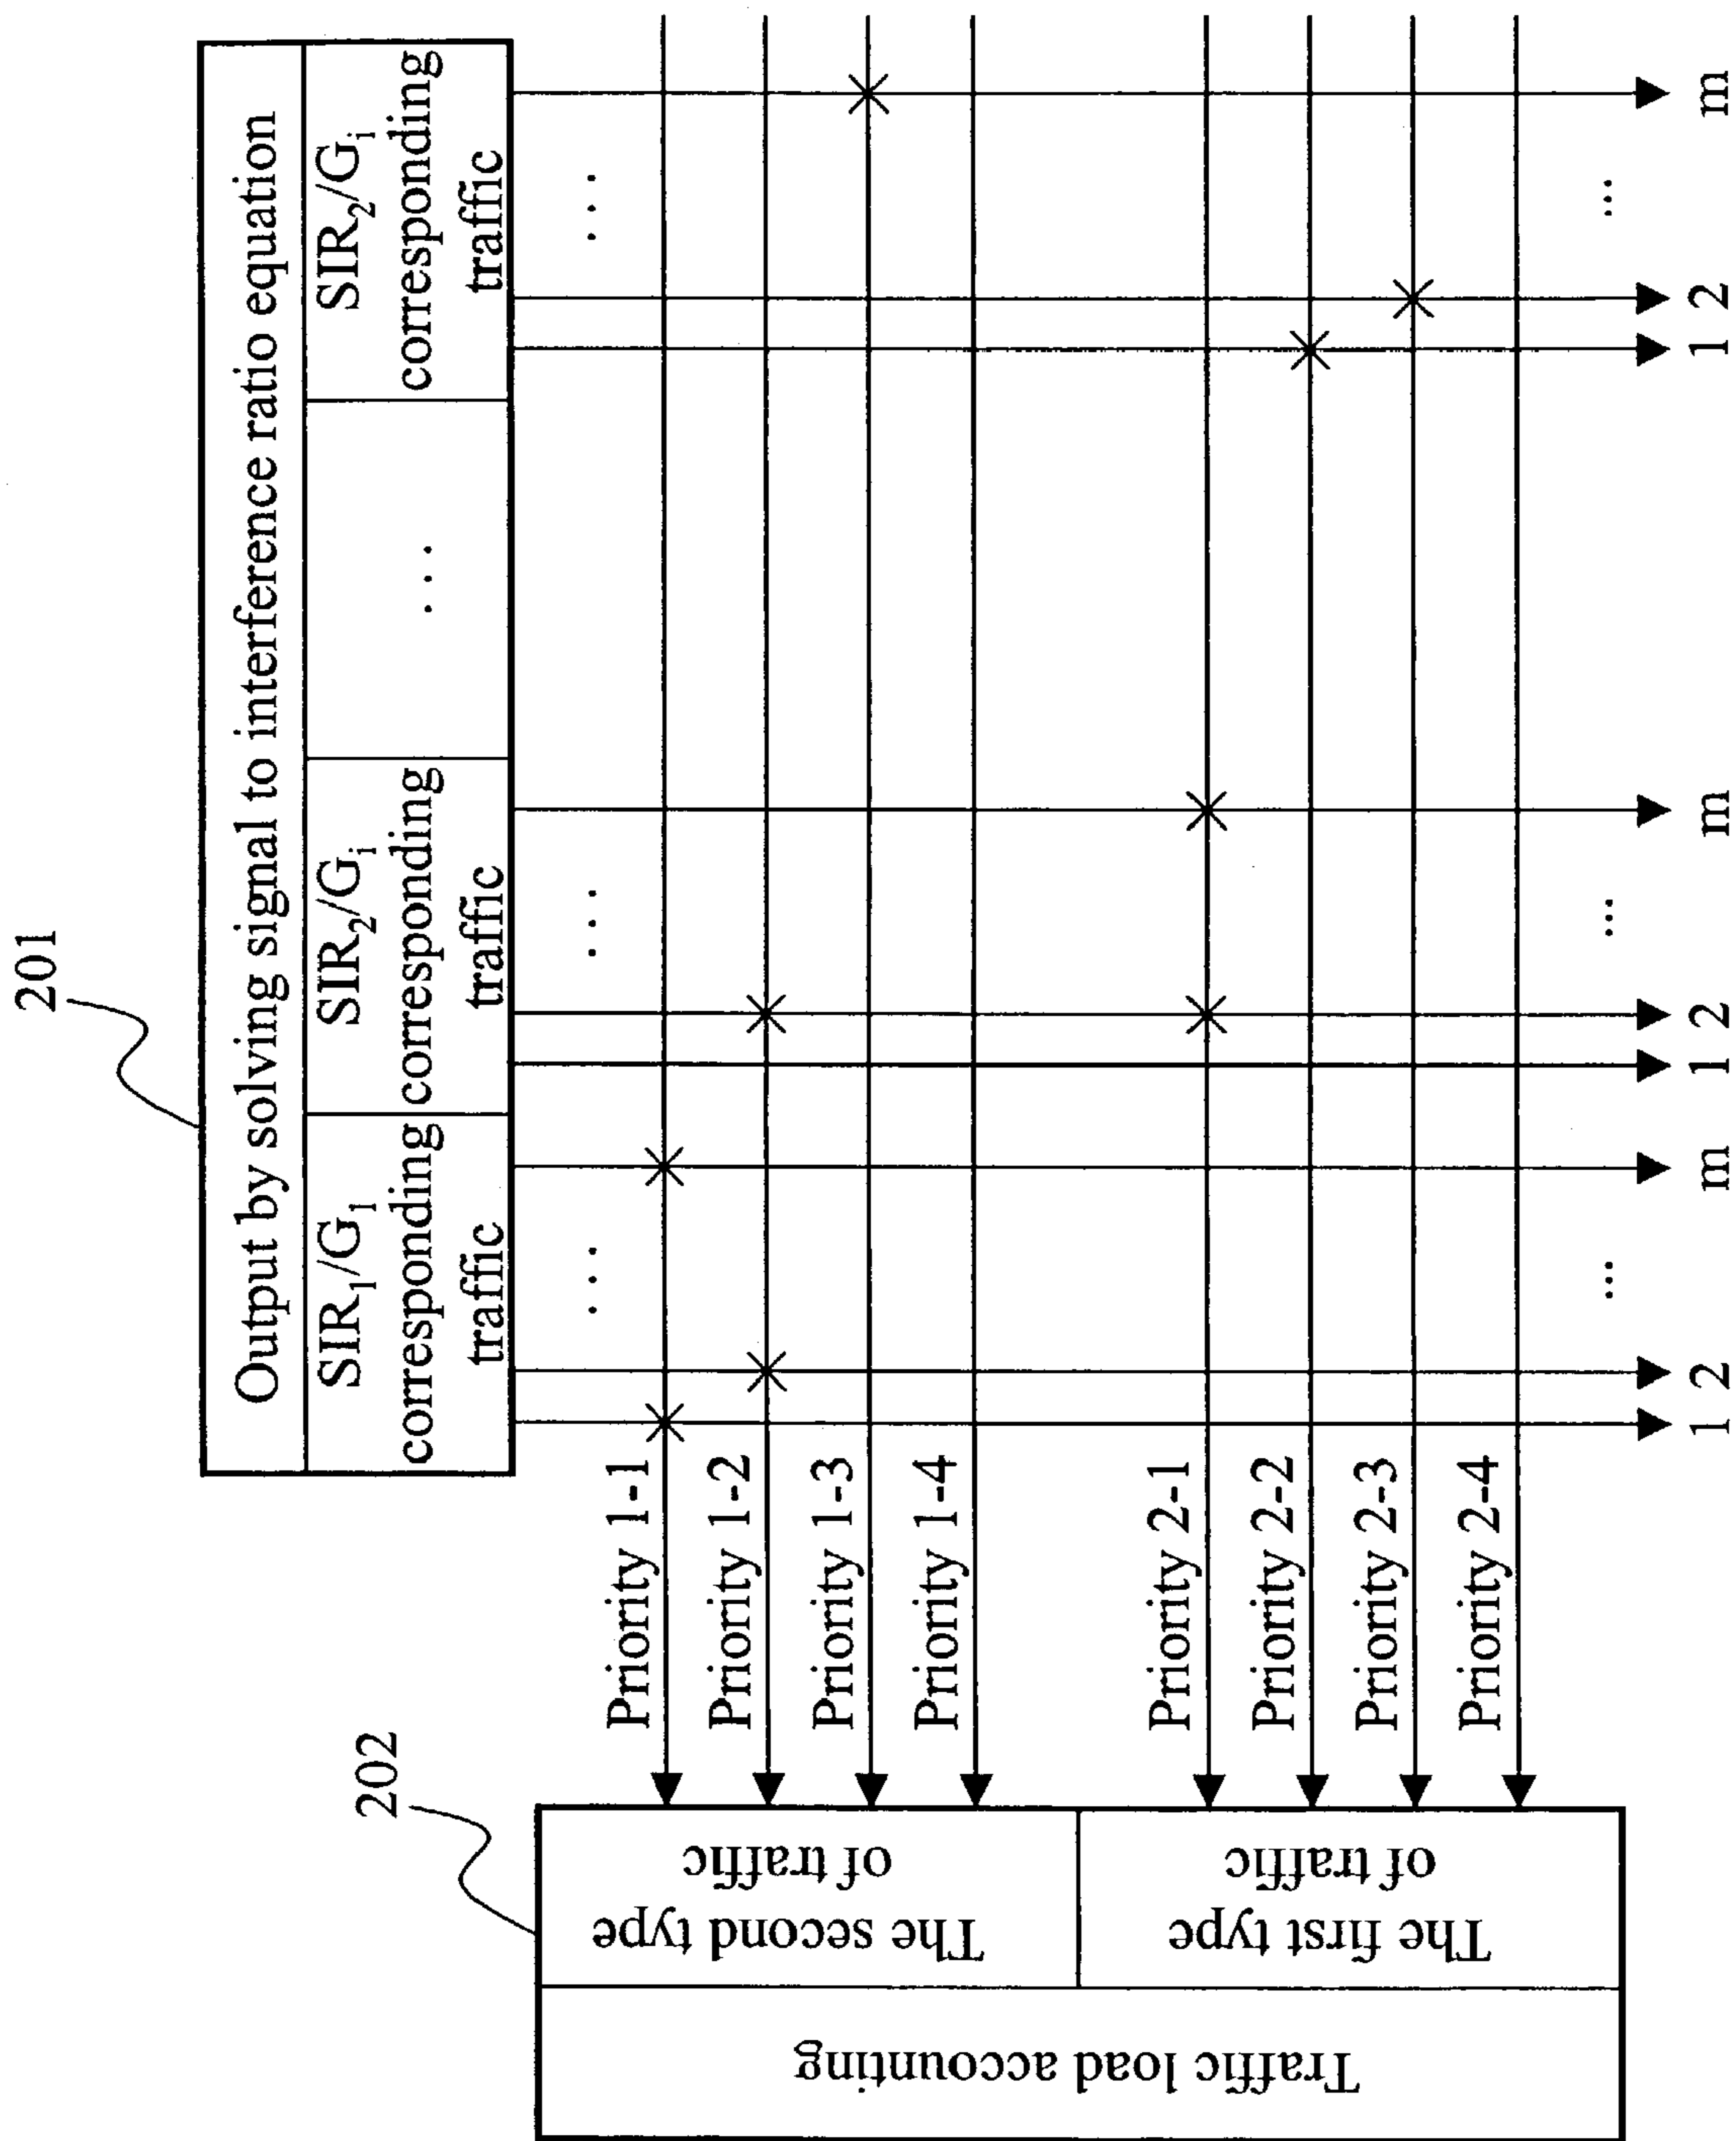 201
Output by solving signal to interference ratio equation
SIR₁/G₁
corresponding
traffic
SIR₂/Gᵢ
corresponding
traffic
...
SIR₂/Gᵢ
corresponding
traffic
... ... ...
202
Traffic load accounting
The second type
of traffic
The first type
of traffic
Priority 1-1
Priority 1-2
Priority 1-3
Priority 1-4
Priority 2-1
Priority 2-2
Priority 2-3
Priority 2-4
1 2 ... m 1 2 ... m 1 2 ... m